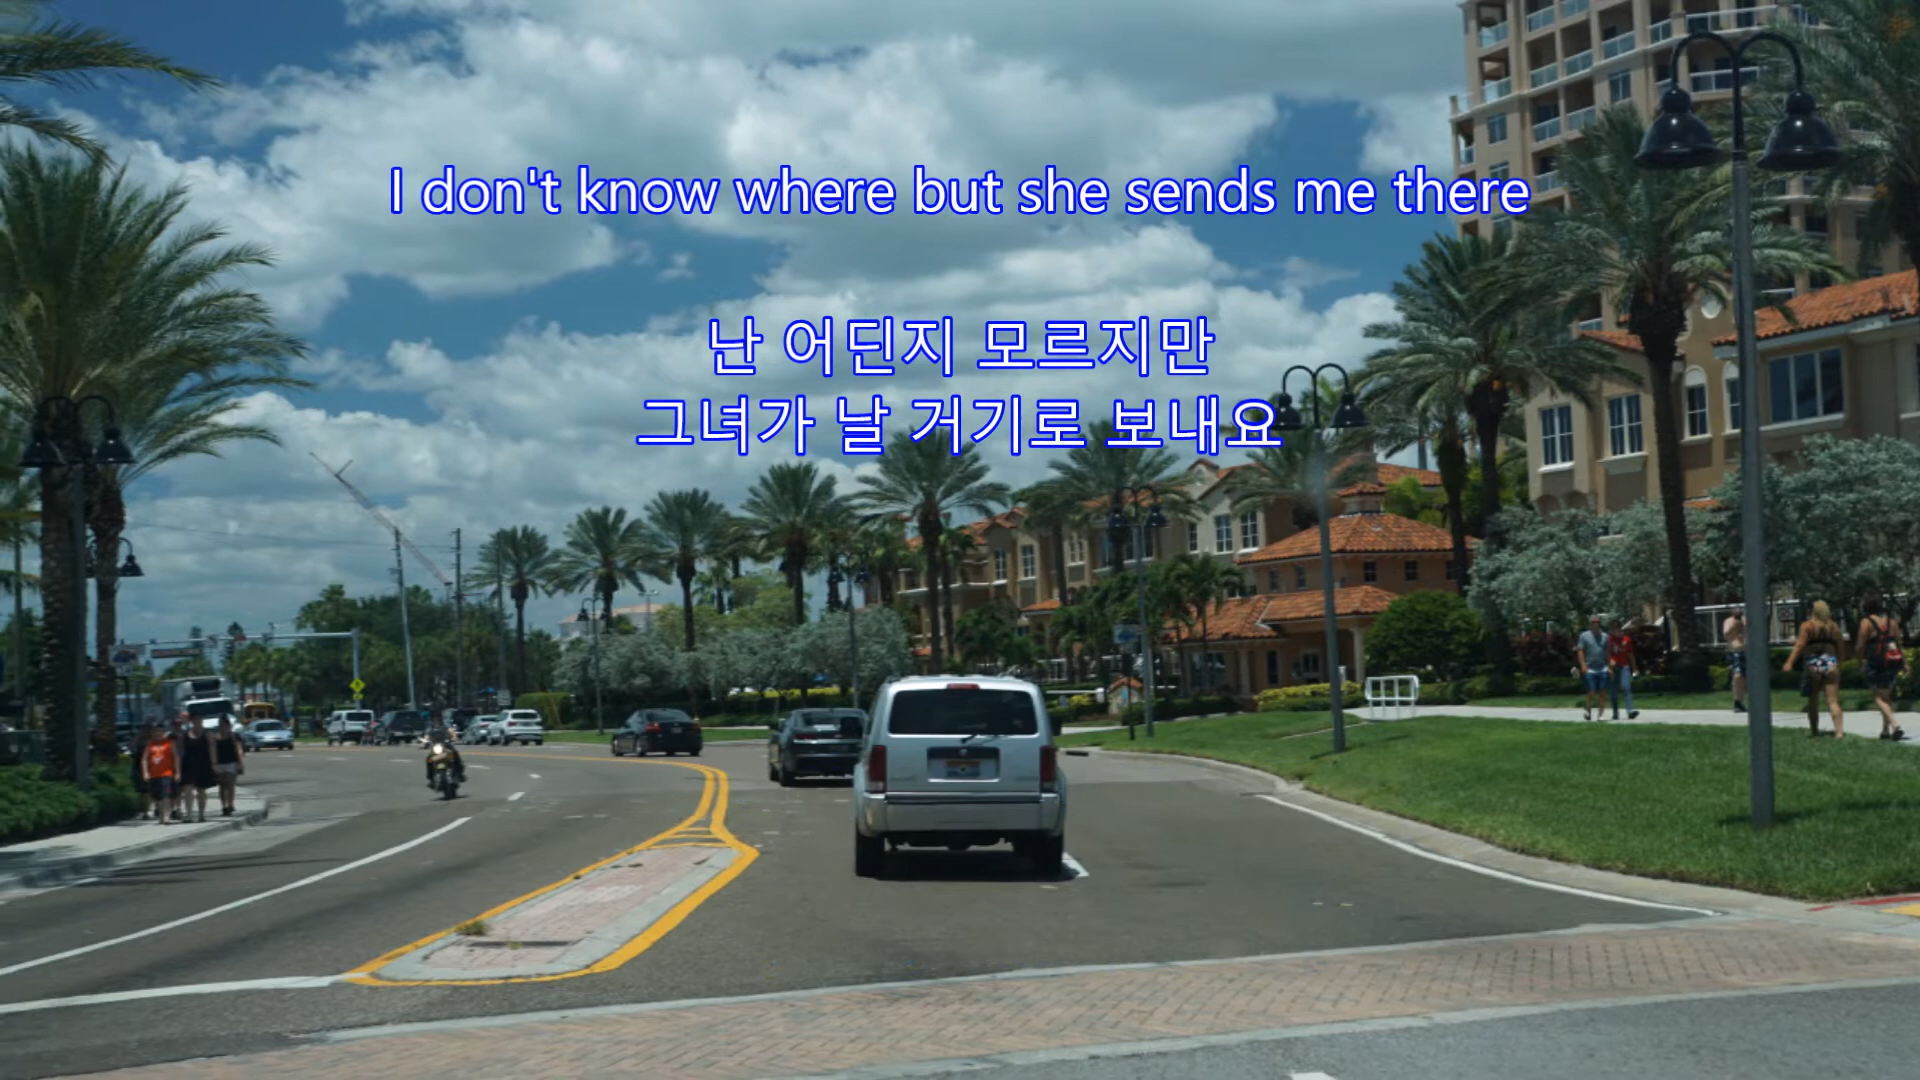 I don't know where but she sends me there
난 어딘지 모르지만
그녀가 날 거기로 보내요